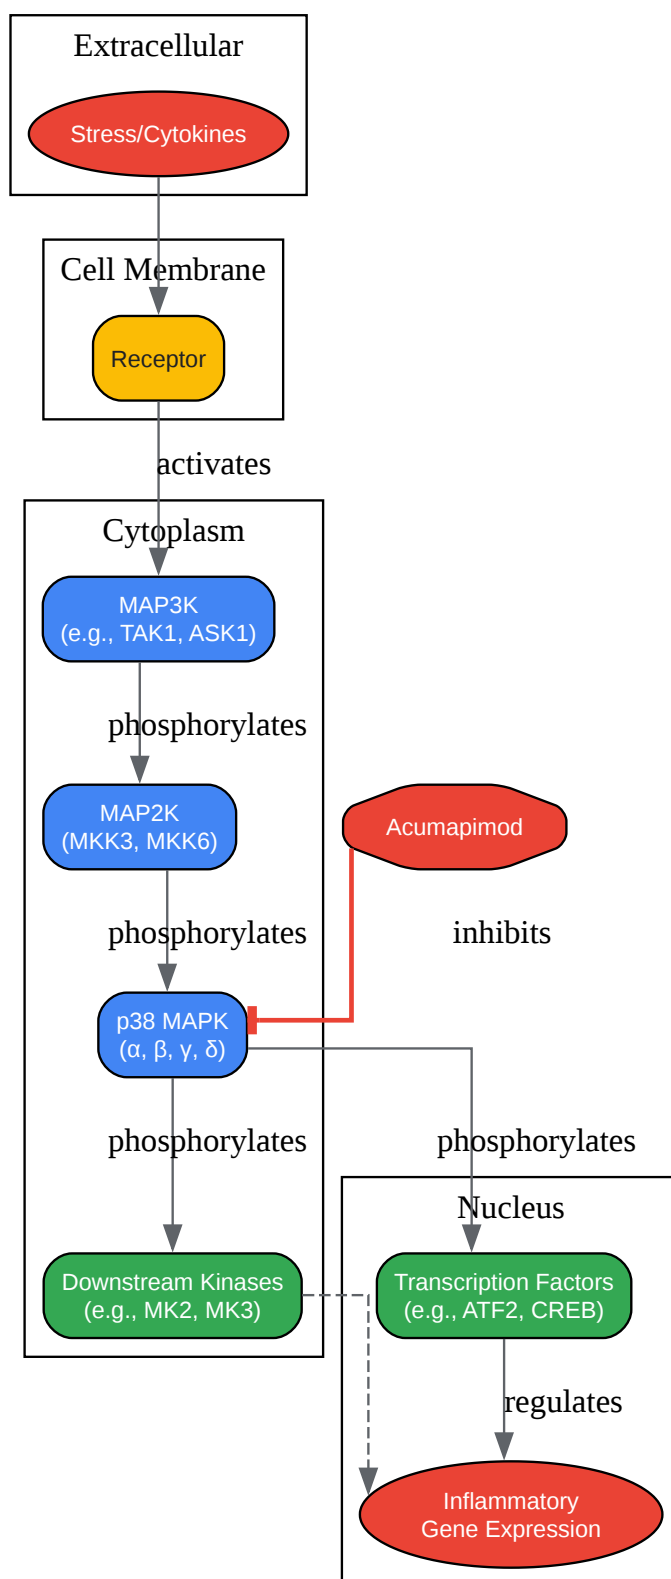 Extracellular
Stress/Cytokines
Cell Membrane
Receptor
activates
Cytoplasm
MAP3K
(e.g., TAK1, ASK1)
phosphorylates
MAP2K
(MKK3, MKK6)
Acumapimod
phosphorylates
inhibits
p38 MAPK
(α, β, γ, δ)
phosphorylates
phosphorylates
Nucleus
Downstream Kinases
(e.g., MK2, MK3)
Transcription Factors
(e.g., ATF2, CREB)
regulates
Inflammatory
Gene Expression